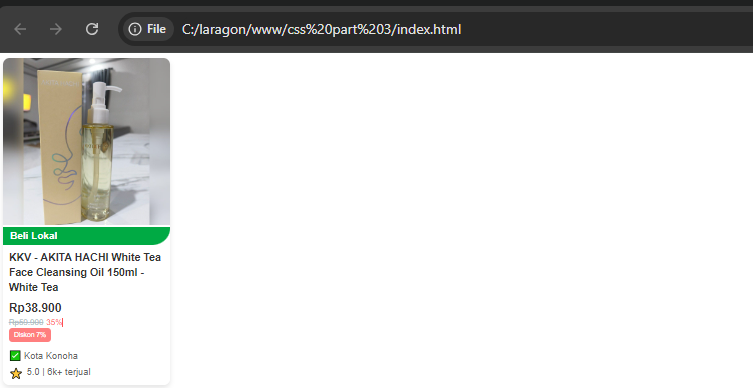 File C:/laragon/www/css%20part%203/index.html
Beli Lokal
KKV - AKITA HACHI White Tea
Face Cleansing Oil 150ml -
White Tea
Rp38.900
Rp59.900 35%
Diskon 7%
Kota Konoha
5.0 | 6k+ terjual